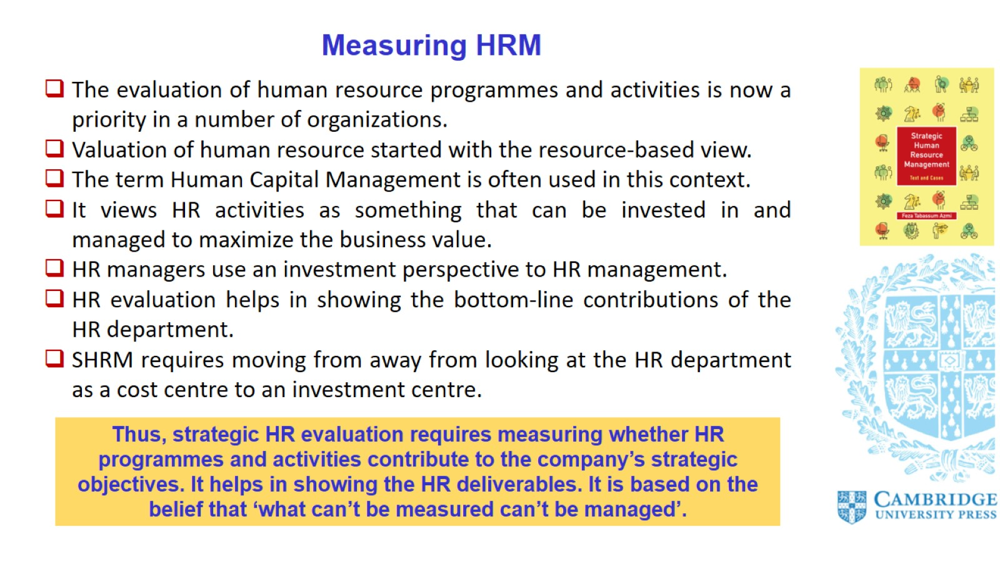 Measuring HRM
The evaluation of human resource programmes and activities is now a
priority in a number of organizations.
Valuation of human resource started with the resource-based view.
The term Human Capital Management is often used in this context.
It views HR activities as something that can be invested in and
managed to maximize the business value.
HR managers use an investment perspective to HR management.
HR evaluation helps in showing the bottom-line contributions of the
HR department.
SHRM requires moving from away from looking at the HR department
as a cost centre to an investment centre.
Thus, strategic HR evaluation requires measuring whether HR
programmes and activities contribute to the company’s strategic
objectives. It helps in showing the HR deliverables. It is based on the
belief that ‘what can’t be measured can’t be managed’.
Strategic
Human
Resource
Management
Text and Cases
Feza Tabassum Azmi
CAMBRIDGE
UNIVERSITY PRESS